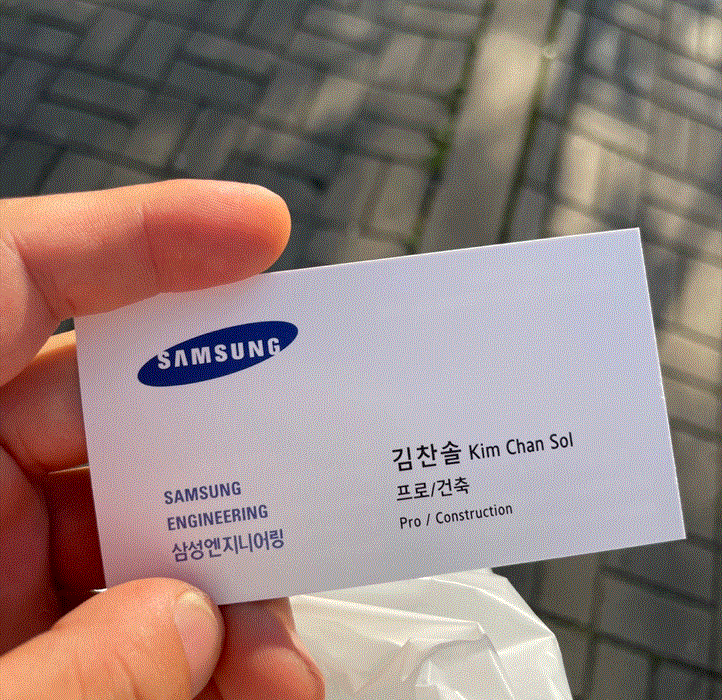 SAMSUNG
SAMSUNG
ENGINEERING
삼성엔지니어링
김찬솔 Kim Chan Sol
프로/건축
Pro / Construction